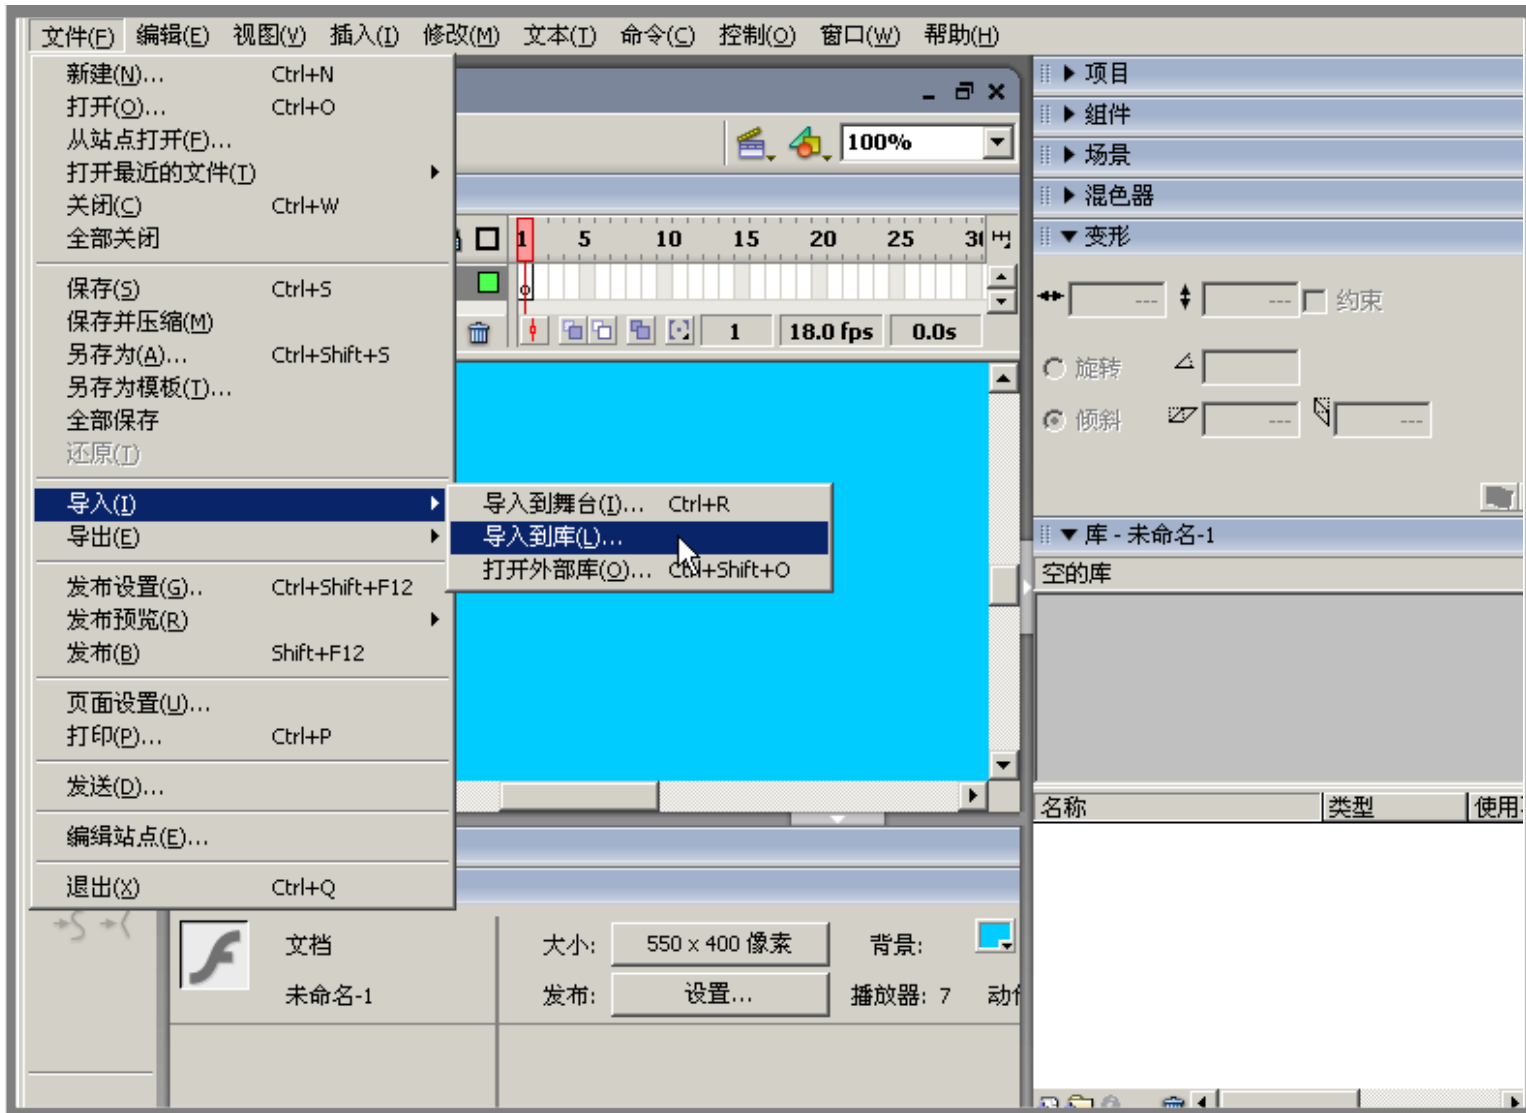 文件(F) 编辑(E) 视图(V) 插入(I) 修改(M) 文本(T) 命令(C) 控制(O) 窗口(W) 帮助(H)
新建(N)... Ctrl+N
打开(O)... Ctrl+O
从站点打开(F)...
打开最近的文件(T)
关闭(C) Ctrl+W
全部关闭
保存(S) Ctrl+S
保存并压缩(M)
另存为(A)... Ctrl+Shift+S
另存为模板(T)...
全部保存
还原(T)
导入(I)
导出(E)
发布设置(G).. Ctrl+Shift+F12
发布预览(R)
发布(B) Shift+F12
页面设置(U)...
打印(P)... Ctrl+P
发送(D)...
编辑站点(E)...
退出(X) Ctrl+Q
导入到舞台(I)... Ctrl+R
导入到库(L)...
打开外部库(O)... Ctrl+Shift+O
100%
1 5 10 15 20 25
1 18.0 fps 0.0s
项目
组件
场景
混色器
变形
--- --- 约束
旋转
倾斜 --- ---
库 - 未命名-1
空的库
名称 类型 使用
文档 大小: 550 x 400 像素 背景:
未命名-1 发布: 设置... 播放器: 7